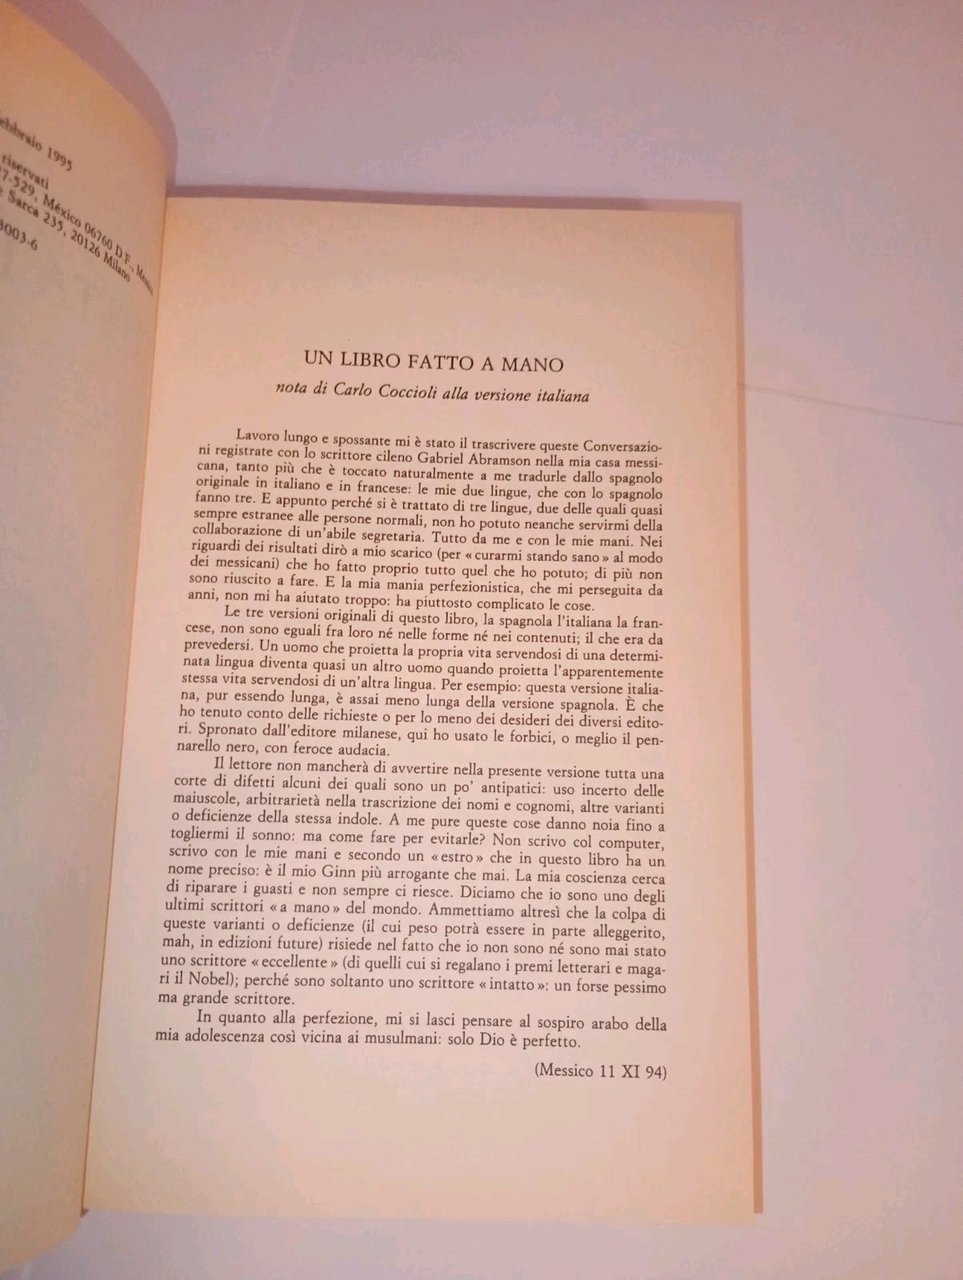 ebbraio 1995
riservati
7-529, México 06760 D.F., Messico
Sarca 235, 20126 Milano
3003-6
UN LIBRO FATTO A MANO
nota di Carlo Coccioli alla versione italiana
Lavoro lungo e spossante mi è stato il trascrivere queste Conversazio-
ni registrate con lo scrittore cileno Gabriel Abramson nella mia casa messi-
cana, tanto più che è toccato naturalmente a me tradurle dallo spagnolo
originale in italiano e in francese: le mie due lingue, che con lo spagnolo
fanno tre. E appunto perché si è trattato di tre lingue, due delle quali quasi
sempre estranee alle persone normali, non ho potuto neanche servirmi della
collaborazione di un'abile segretaria. Tutto da me e con le mie mani. Nei
riguardi dei risultati dirò a mio scarico (per « curarmi stando sano » al modo
dei messicani) che ho fatto proprio tutto quel che ho potuto; di più non
sono riuscito a fare. E la mia mania perfezionistica, che mi perseguita da
anni, non mi ha aiutato troppo: ha piuttosto complicato le cose.
Le tre versioni originali di questo libro, la spagnola l'italiana la fran-
cese, non sono eguali fra loro né nelle forme né nei contenuti; il che era da
prevedersi. Un uomo che proietta la propria vita servendosi di una determi-
nata lingua diventa quasi un altro uomo quando proietta l'apparentemente
stessa vita servendosi di un'altra lingua. Per esempio: questa versione italia-
na, pur essendo lunga, è assai meno lunga della versione spagnola. È che
ho tenuto conto delle richieste o per lo meno dei desideri dei diversi edito-
ri. Spronato dall'editore milanese, qui ho usato le forbici, o meglio il pen-
narello nero, con feroce audacia.
Il lettore non mancherà di avvertire nella presente versione tutta una
corte di difetti alcuni dei quali sono un po' antipatici: uso incerto delle
maiuscole, arbitrarietà nella trascrizione dei nomi e cognomi, altre varianti
o deficienze della stessa indole. A me pure queste cose danno noia fino a
togliermi il sonno: ma come fare per evitarle? Non scrivo col computer,
scrivo con le mie mani e secondo un « estro » che in questo libro ha un
nome preciso: è il mio Ginn più arrogante che mai. La mia coscienza cerca
di riparare i guasti e non sempre ci riesce. Diciamo che io sono uno degli
ultimi scrittori « a mano » del mondo. Ammettiamo altresì che la colpa di
queste varianti o deficienze (il cui peso potrà essere in parte alleggerito,
mah, in edizioni future) risiede nel fatto che io non sono né sono mai stato
uno scrittore « eccellente » (di quelli cui si regalano i premi letterari e maga-
ri il Nobel); perché sono soltanto uno scrittore « intatto »: un forse pessimo
ma grande scrittore.
In quanto alla perfezione, mi si lasci pensare al sospiro arabo della
mia adolescenza così vicina ai musulmani: solo Dio è perfetto.
(Messico 11 XI 94)